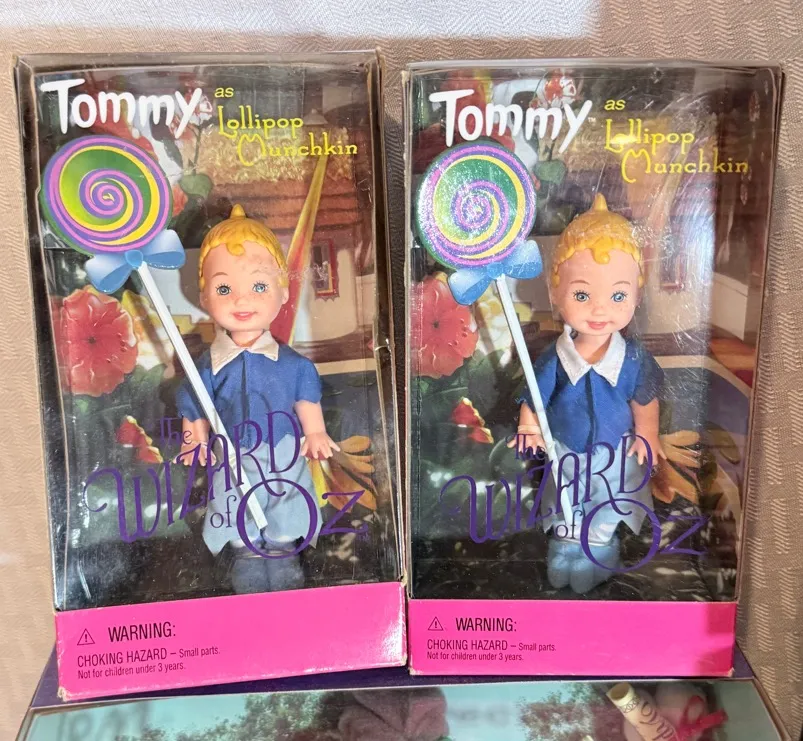 Tommy as
Lollipop
Munchkin
The
WIZARD
of OZ
WARNING:
CHOKING HAZARD – Small parts.
Not for children under 3 years.
Tommy™ as
Lollipop
Munchkin
The
WIZARD
of OZ
WARNING:
CHOKING HAZARD – Small parts.
Not for children under 3 years.